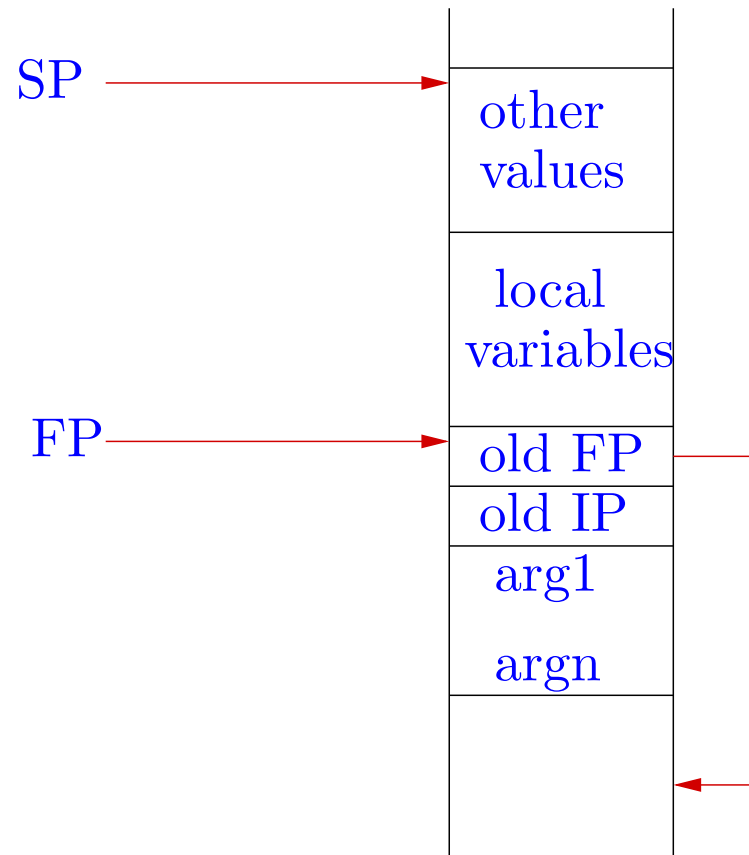 SP
other
values
local
variables
FP
old FP
old IP
arg1
argn